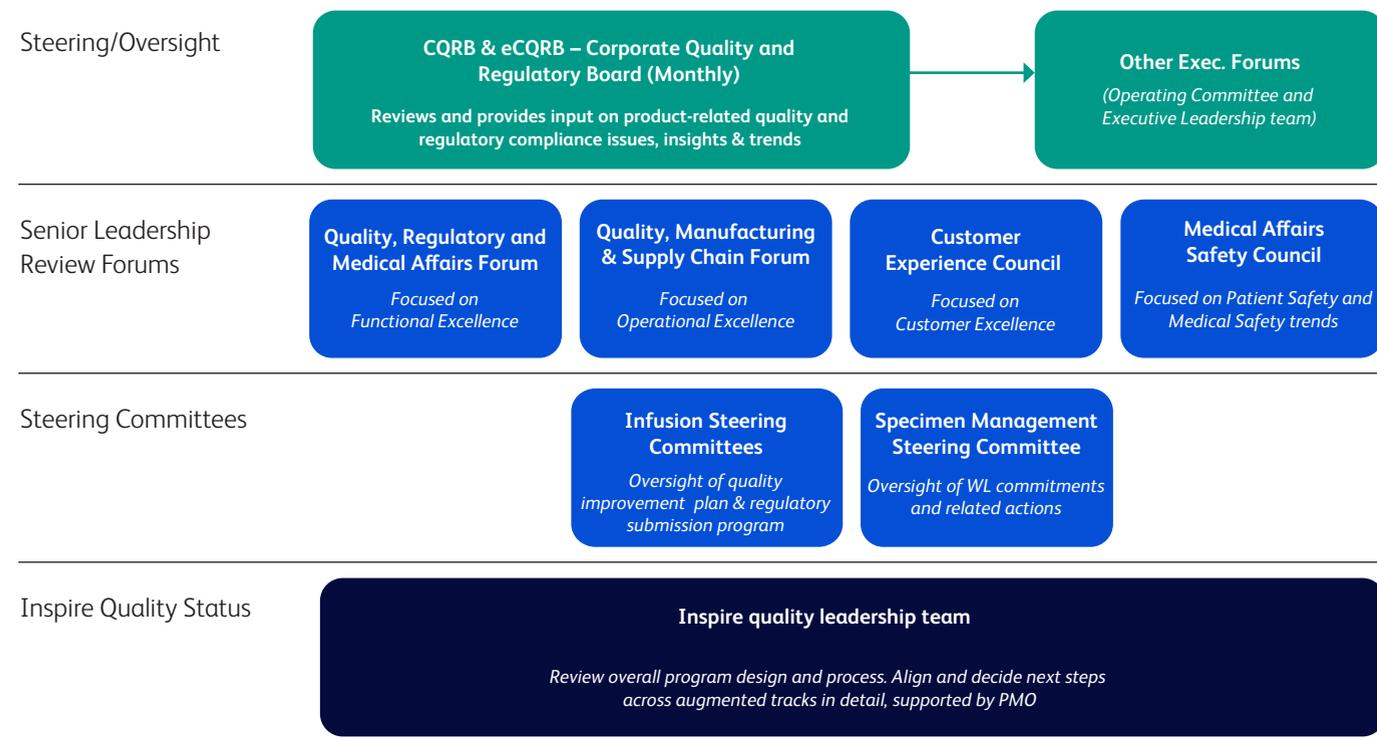 Steering/Oversight
CQRB & eCQRB – Corporate Quality and
Regulatory Board (Monthly)
Reviews and provides input on product-related quality and
regulatory compliance issues, insights & trends
Other Exec. Forums
(Operating Committee and
Executive Leadership team)
Senior Leadership
Review Forums
Quality, Regulatory and
Medical Affairs Forum
Focused on
Functional Excellence
Quality, Manufacturing
& Supply Chain Forum
Focused on
Operational Excellence
Customer
Experience Council
Focused on
Customer Excellence
Medical Affairs
Safety Council
Focused on Patient Safety and
Medical Safety trends
Steering Committees
Infusion Steering
Committees
Oversight of quality
improvement plan & regulatory
submission program
Specimen Management
Steering Committee
Oversight of WL commitments
and related actions
Inspire Quality Status
Inspire quality leadership team
Review overall program design and process. Align and decide next steps
across augmented tracks in detail, supported by PMO